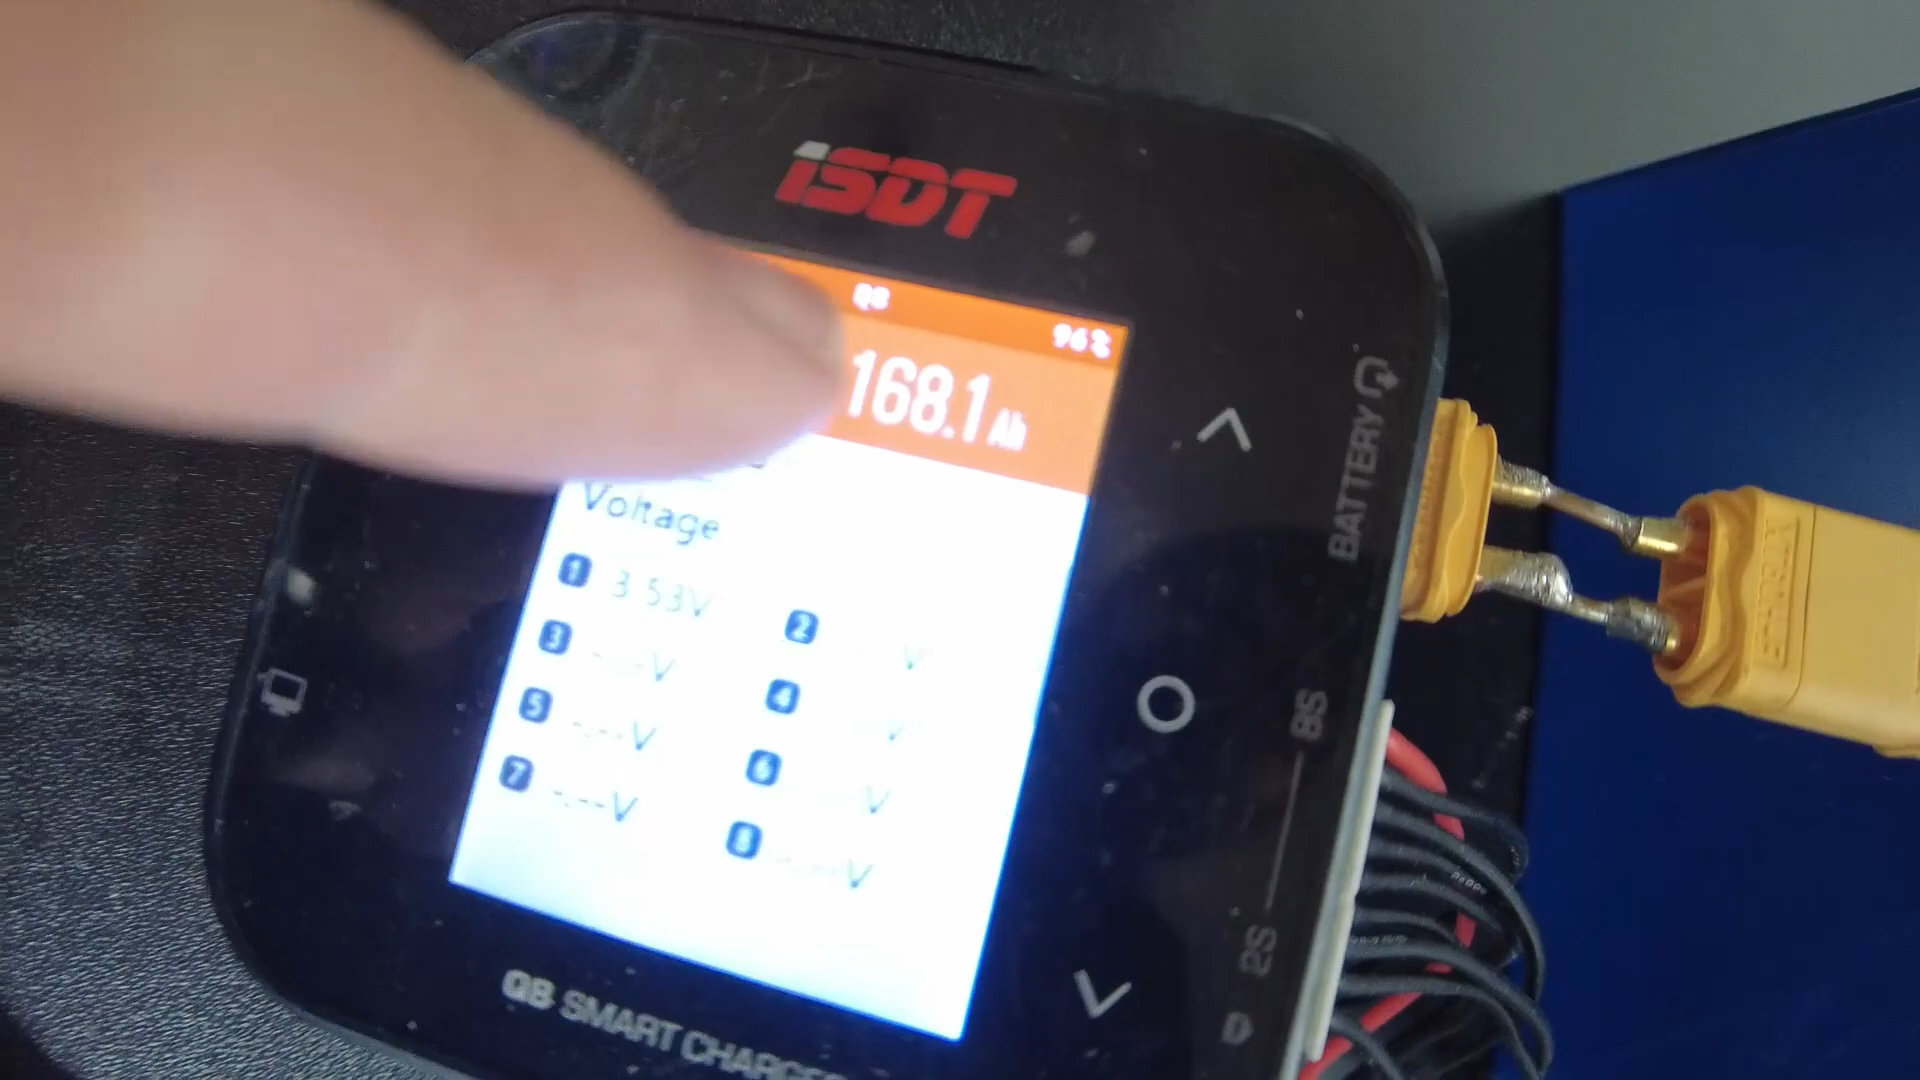 iSDT
Q8
96%
168.1Ah
Voltage
1 3.53V 2 V
3 -.--V 4 V
5 -.--V 6 V
7 -.--V 8 -.--V
BATTERY
8S
2S
Q8 SMART CHARGER